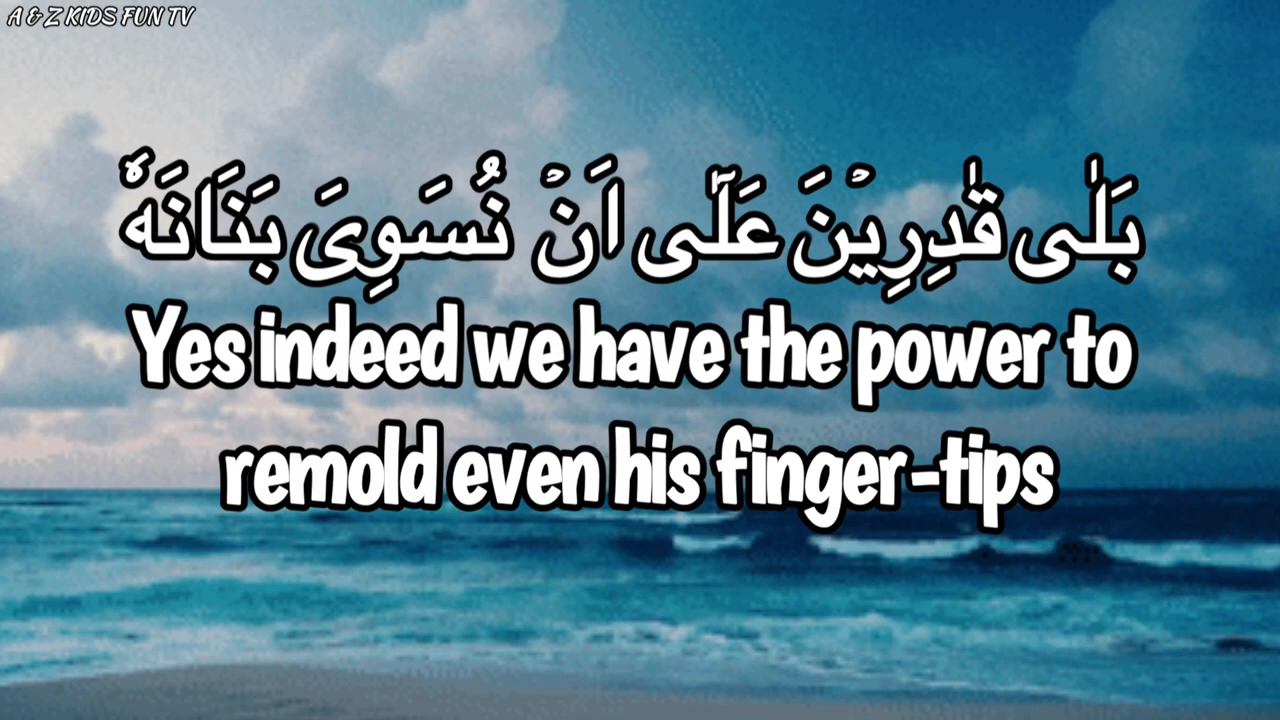 A & Z KIDS FUN TV
بَلٰى قٰدِرِيْنَ عَلٰٓى اَنْ نُسَوِىَ بَنَانَهٗ
Yes indeed we have the power to
remold even his finger-tips